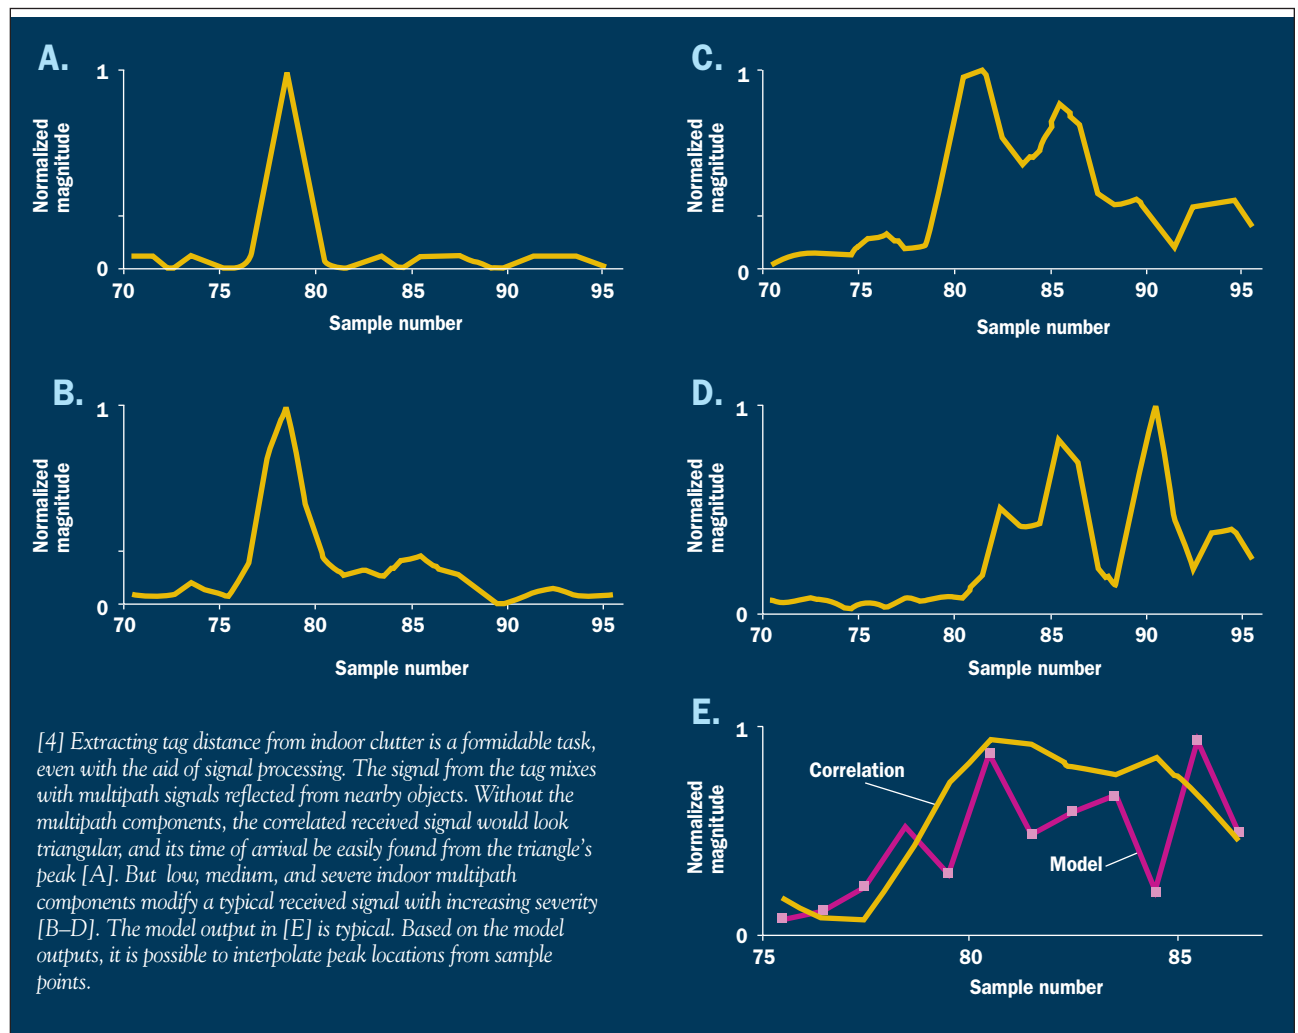 A.
1
Normalized
magnitude
0
70 75 80 85 90 95
Sample number
B.
1
Normalized
magnitude
0
70 75 80 85 90 95
Sample number
[4] Extracting tag distance from indoor clutter is a formidable task,
even with the aid of signal processing. The signal from the tag mixes
with multipath signals reflected from nearby objects. Without the
multipath components, the correlated received signal would look
triangular, and its time of arrival be easily found from the triangle's
peak [A]. But low, medium, and severe indoor multipath
components modify a typical received signal with increasing severity
[B–D]. The model output in [E] is typical. Based on the model
outputs, it is possible to interpolate peak locations from sample
points.
C.
1
Normalized
magnitude
0
70 75 80 85 90 95
Sample number
D.
1
Normalized
magnitude
0
70 75 80 85 90 95
Sample number
E.
1
Correlation
Normalized
magnitude
Model
0
75 80 85
Sample number